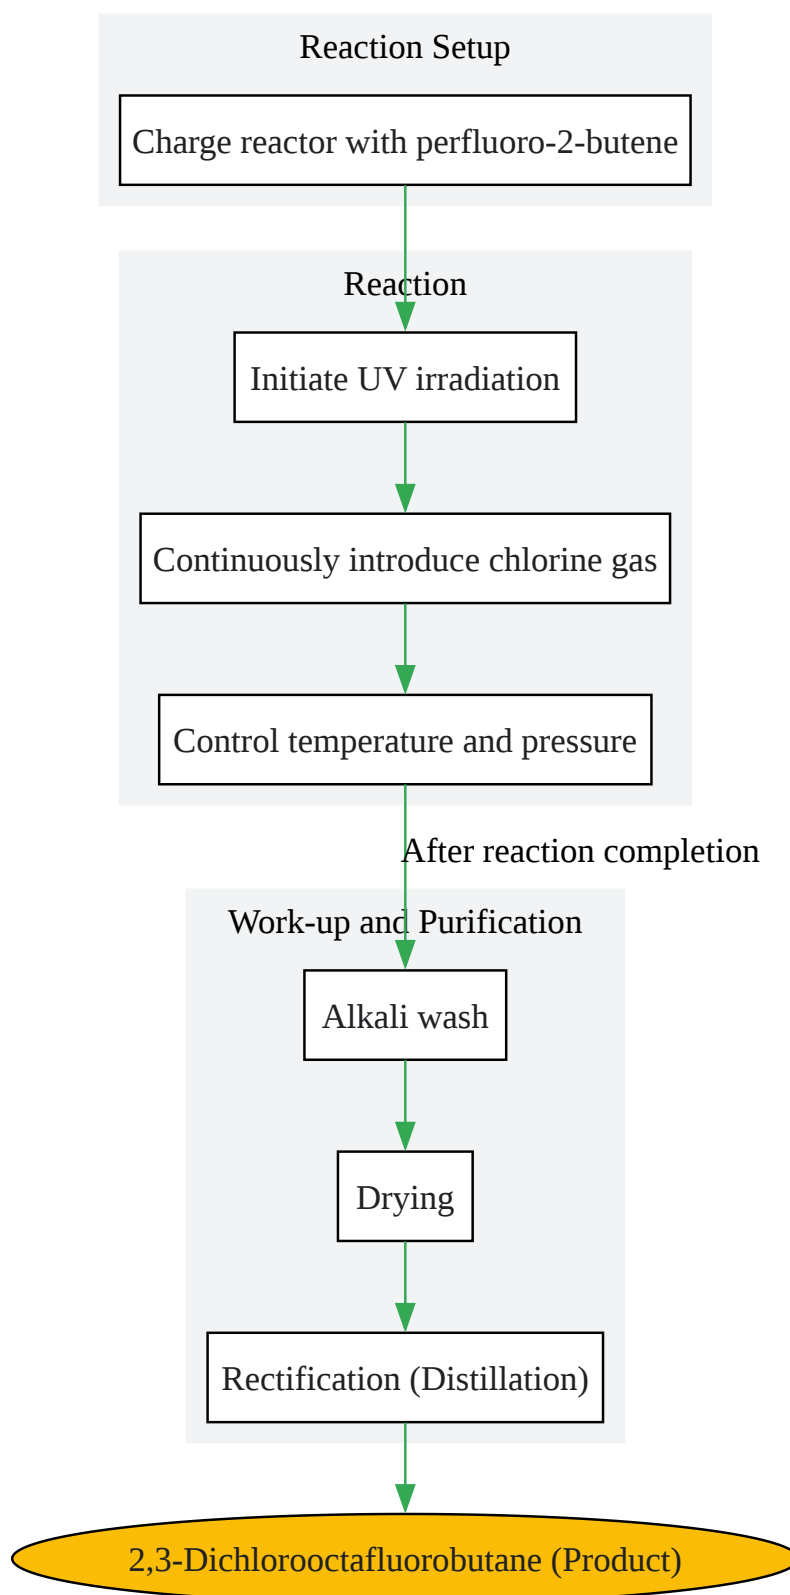 Reaction Setup
Charge reactor with perfluoro-2-butene
Reaction
Initiate UV irradiation
Continuously introduce chlorine gas
Control temperature and pressure
After reaction completion
Work-up and Purification
Alkali wash
Drying
Rectification (Distillation)
2,3-Dichlorooctafluorobutane (Product)